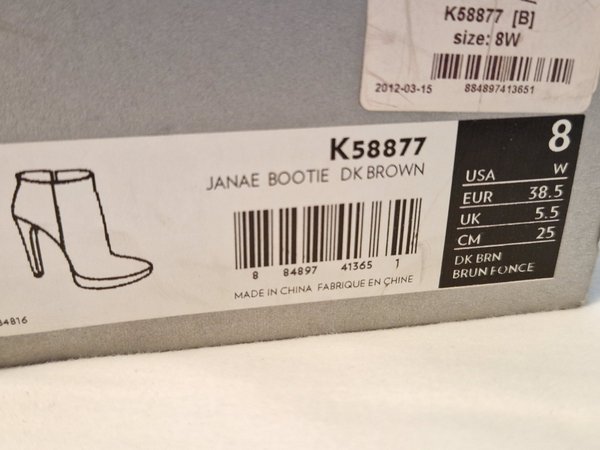 K58877 [B]
size: 8W
2012-03-15
884897413651
K58877
JANAE BOOTIE DK BROWN
8 84897 41365 1
MADE IN CHINA FABRIQUE EN CHINE
8
USA W
EUR 38.5
UK 5.5
CM 25
DK BRN
BRUN FONCE
84816